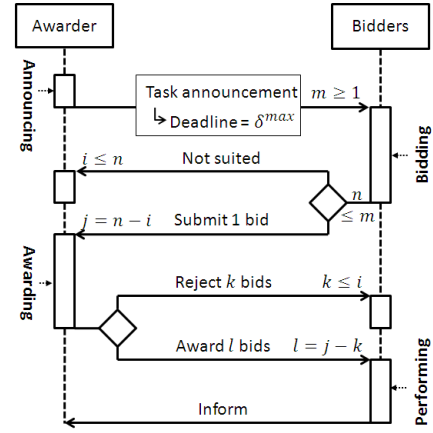 Awarder
Bidders
Announcing
Task announcement
m ≥ 1
↳ Deadline = δ^max
Bidding
i ≤ n
Not suited
n
≤ m
j = n − i
Submit 1 bid
Awarding
Reject k bids
k ≤ i
Award l bids
l = j − k
Performing
Inform